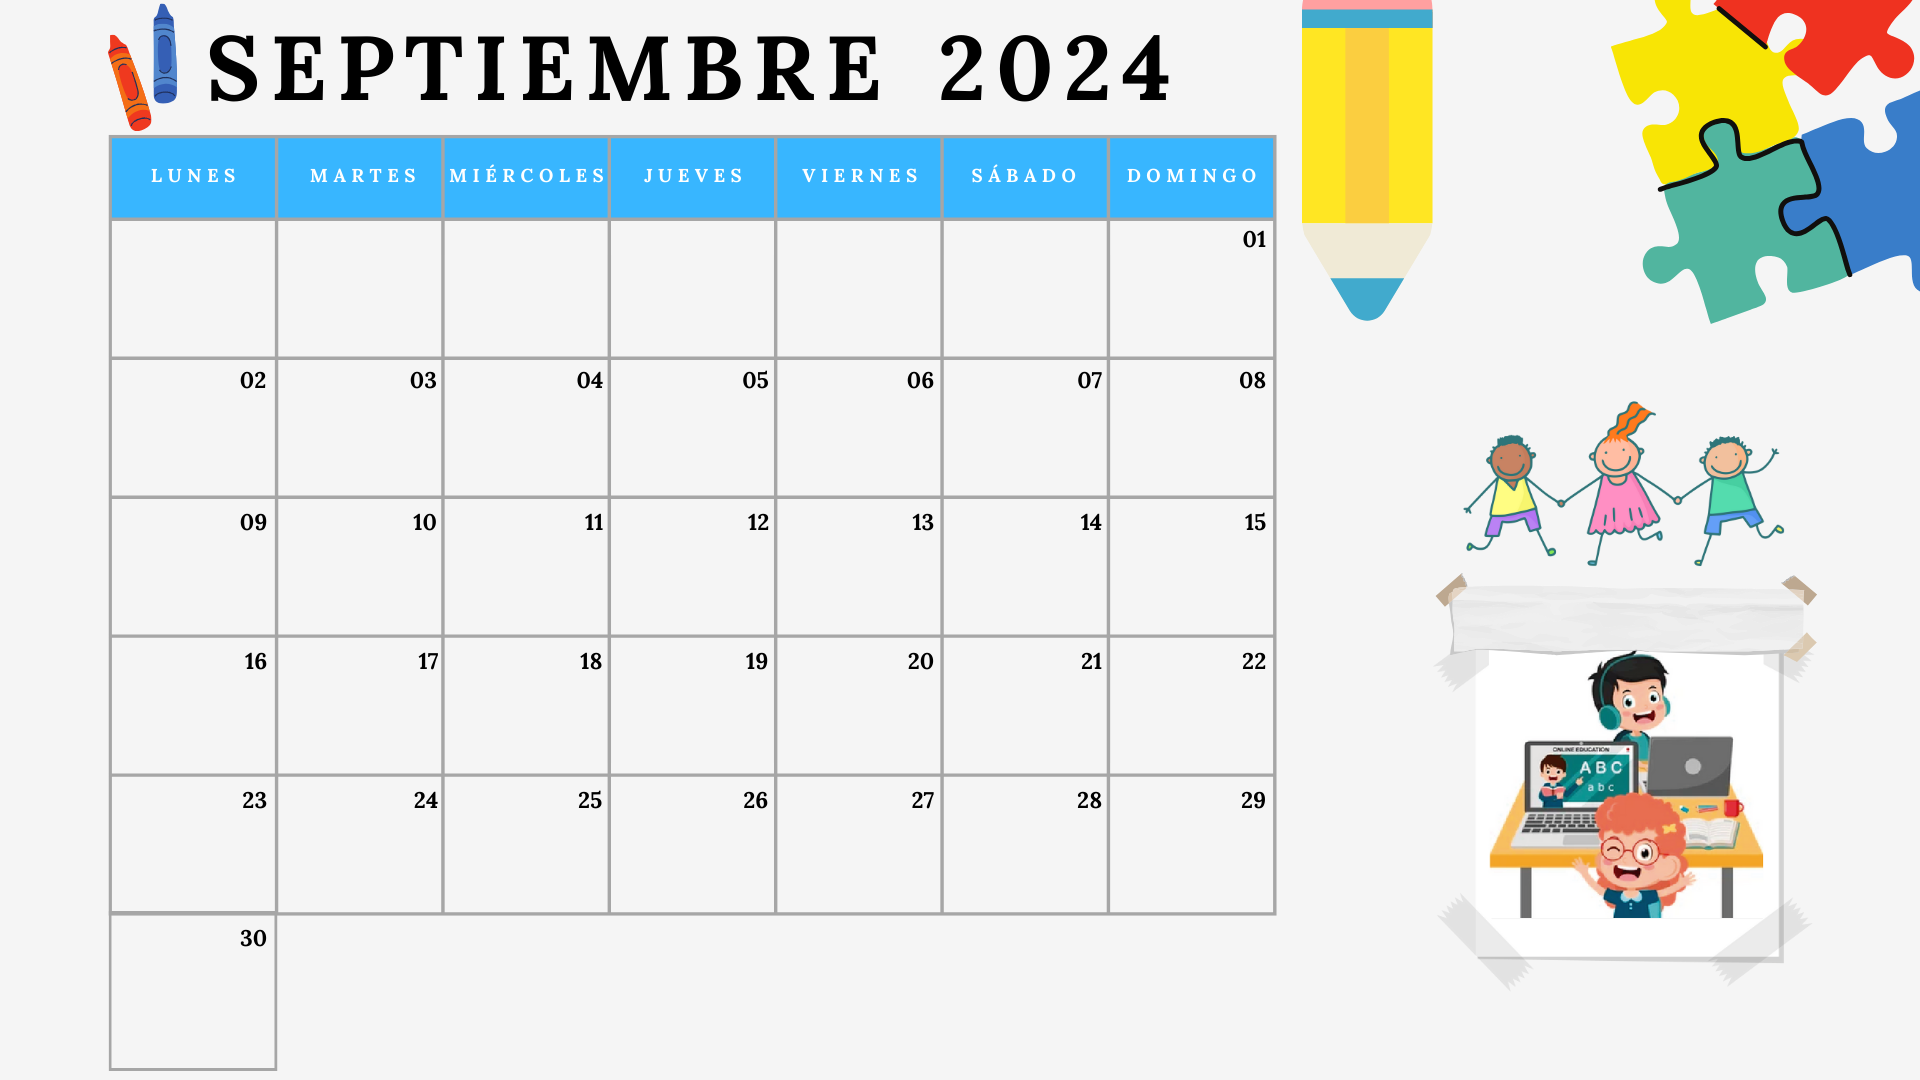 SEPTIEMBRE 2024
LUNES MARTES MIÉRCOLES JUEVES VIERNES SÁBADO DOMINGO
01
02 03 04 05 06 07 08
09 10 11 12 13 14 15
16 17 18 19 20 21 22
23 24 25 26 27 28 29
30
ONLINE EDUCATION
ABC
abc